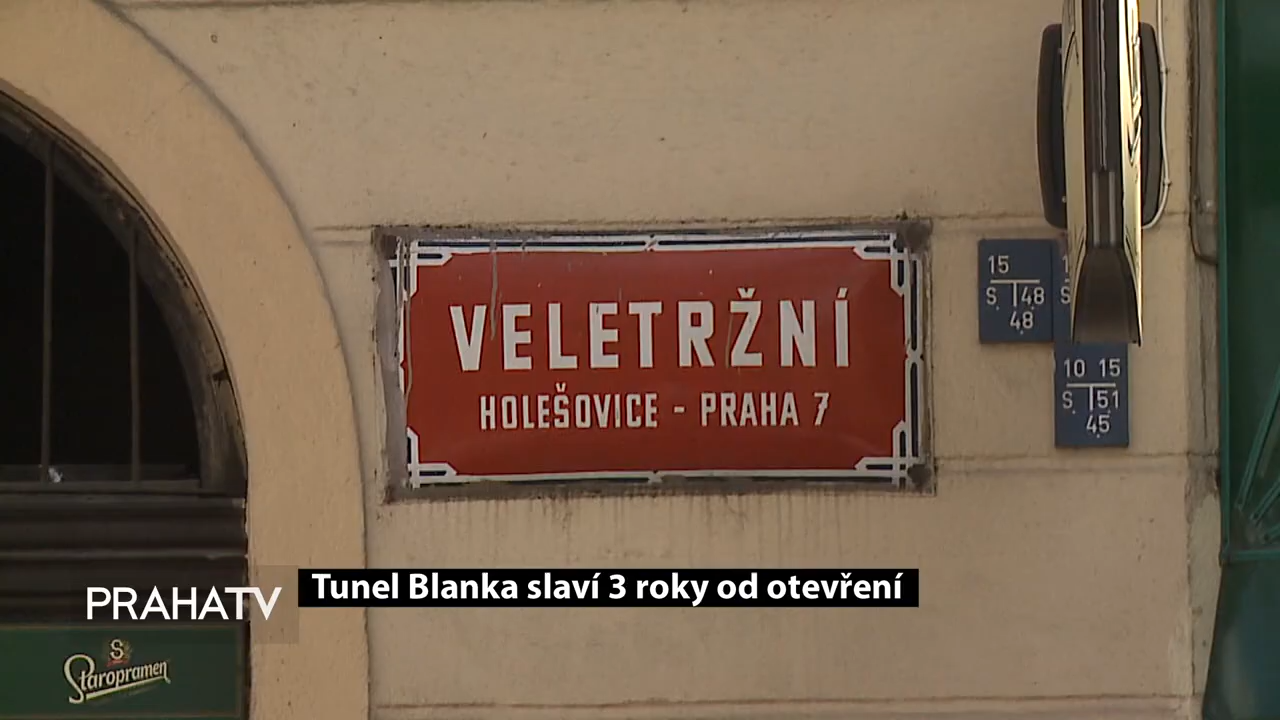 VELETRŽNÍ
HOLEŠOVICE - PRAHA 7
15
S 48
48
10 15
S 51
45
PRAHATV
Tunel Blanka slaví 3 roky od otevření
S
Staropramen